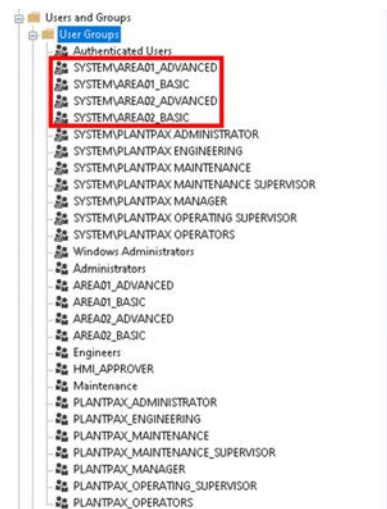 Users and Groups
User Groups
Authenticated Users
SYSTEM\AREA01_ADVANCED
SYSTEM\AREA01_BASIC
SYSTEM\AREA02_ADVANCED
SYSTEM\AREA02_BASIC
SYSTEM\PLANTPAX ADMINISTRATOR
SYSTEM\PLANTPAX ENGINEERING
SYSTEM\PLANTPAX MAINTENANCE
SYSTEM\PLANTPAX MAINTENANCE SUPERVISOR
SYSTEM\PLANTPAX MANAGER
SYSTEM\PLANTPAX OPERATING SUPERVISOR
SYSTEM\PLANTPAX OPERATORS
Windows Administrators
Administrators
AREA01_ADVANCED
AREA01_BASIC
AREA02_ADVANCED
AREA02_BASIC
Engineers
HMI_APPROVER
Maintenance
PLANTPAX_ADMINISTRATOR
PLANTPAX_ENGINEERING
PLANTPAX_MAINTENANCE
PLANTPAX_MAINTENANCE_SUPERVISOR
PLANTPAX_MANAGER
PLANTPAX_OPERATING_SUPERVISOR
PLANTPAX_OPERATORS